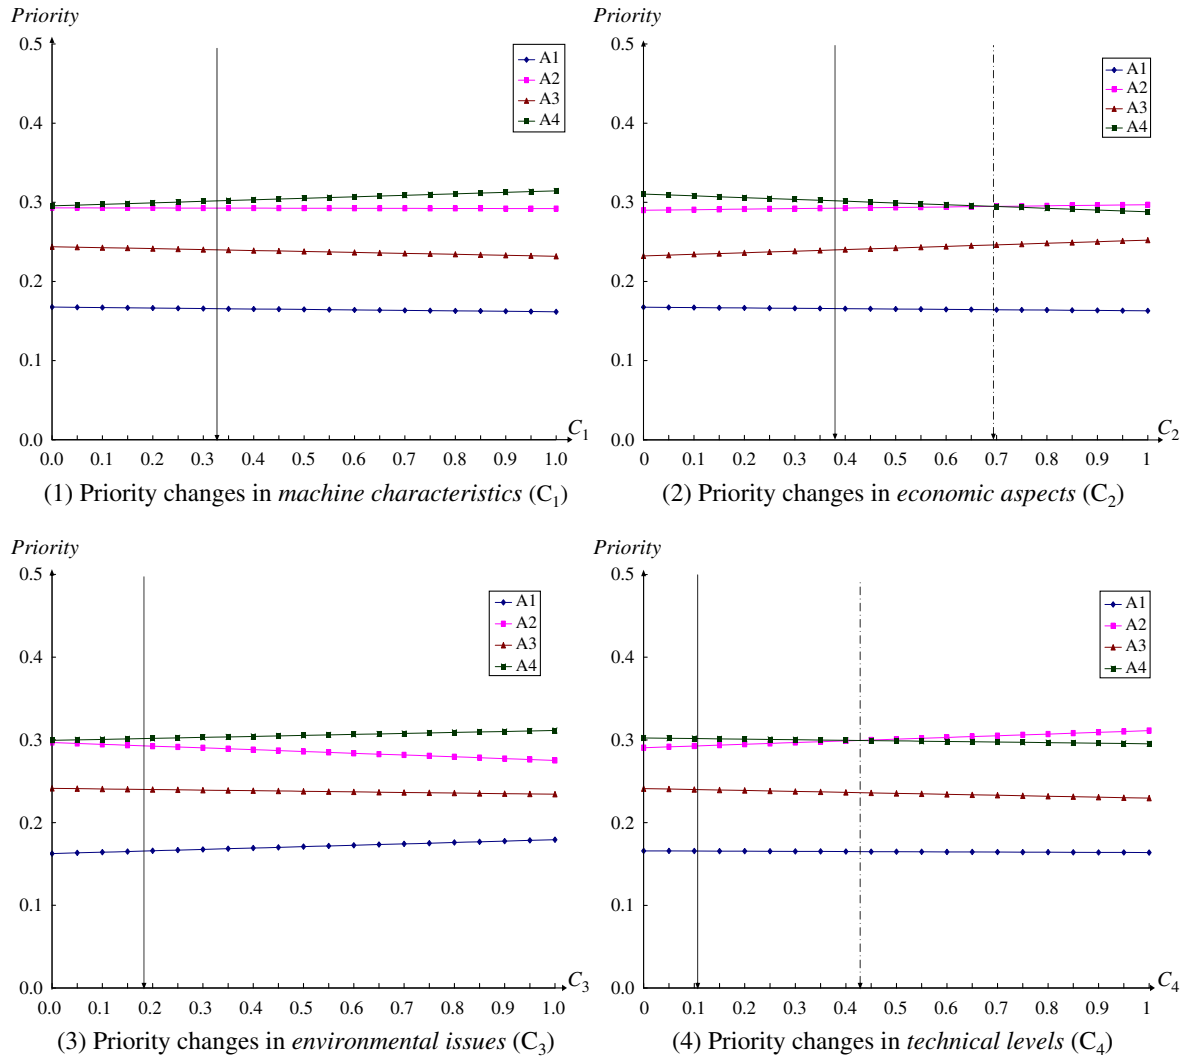 Priority
0.5
0.4
0.3
0.2
0.1
0.0
A1
A2
A3
A4
C1
0.0 0.1 0.2 0.3 0.4 0.5 0.6 0.7 0.8 0.9 1.0
(1) Priority changes in machine characteristics (C1)
Priority
0.5
0.4
0.3
0.2
0.1
0.0
A1
A2
A3
A4
C2
0 0.1 0.2 0.3 0.4 0.5 0.6 0.7 0.8 0.9 1
(2) Priority changes in economic aspects (C2)
Priority
0.5
0.4
0.3
0.2
0.1
0.0
A1
A2
A3
A4
C3
0.0 0.1 0.2 0.3 0.4 0.5 0.6 0.7 0.8 0.9 1.0
(3) Priority changes in environmental issues (C3)
Priority
0.5
0.4
0.3
0.2
0.1
0.0
A1
A2
A3
A4
C4
0 0.1 0.2 0.3 0.4 0.5 0.6 0.7 0.8 0.9 1
(4) Priority changes in technical levels (C4)